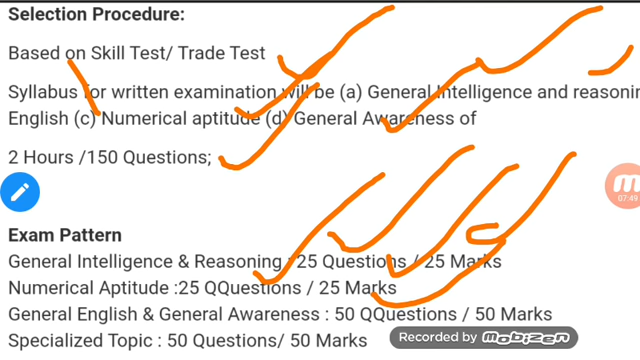 Selection Procedure:
Based on Skill Test/ Trade Test
Syllabus for written examination will be (a) General Intelligence and reasonin
English (c) Numerical aptitude (d) General Awareness of
2 Hours /150 Questions;
07:49
Exam Pattern
General Intelligence & Reasoning :25 Questions / 25 Marks
Numerical Aptitude :25 QQuestions / 25 Marks
General English & General Awareness : 50 QQuestions / 50 Marks
Specialized Topic : 50 Questions/ 50 Marks
Recorded by Mobizen